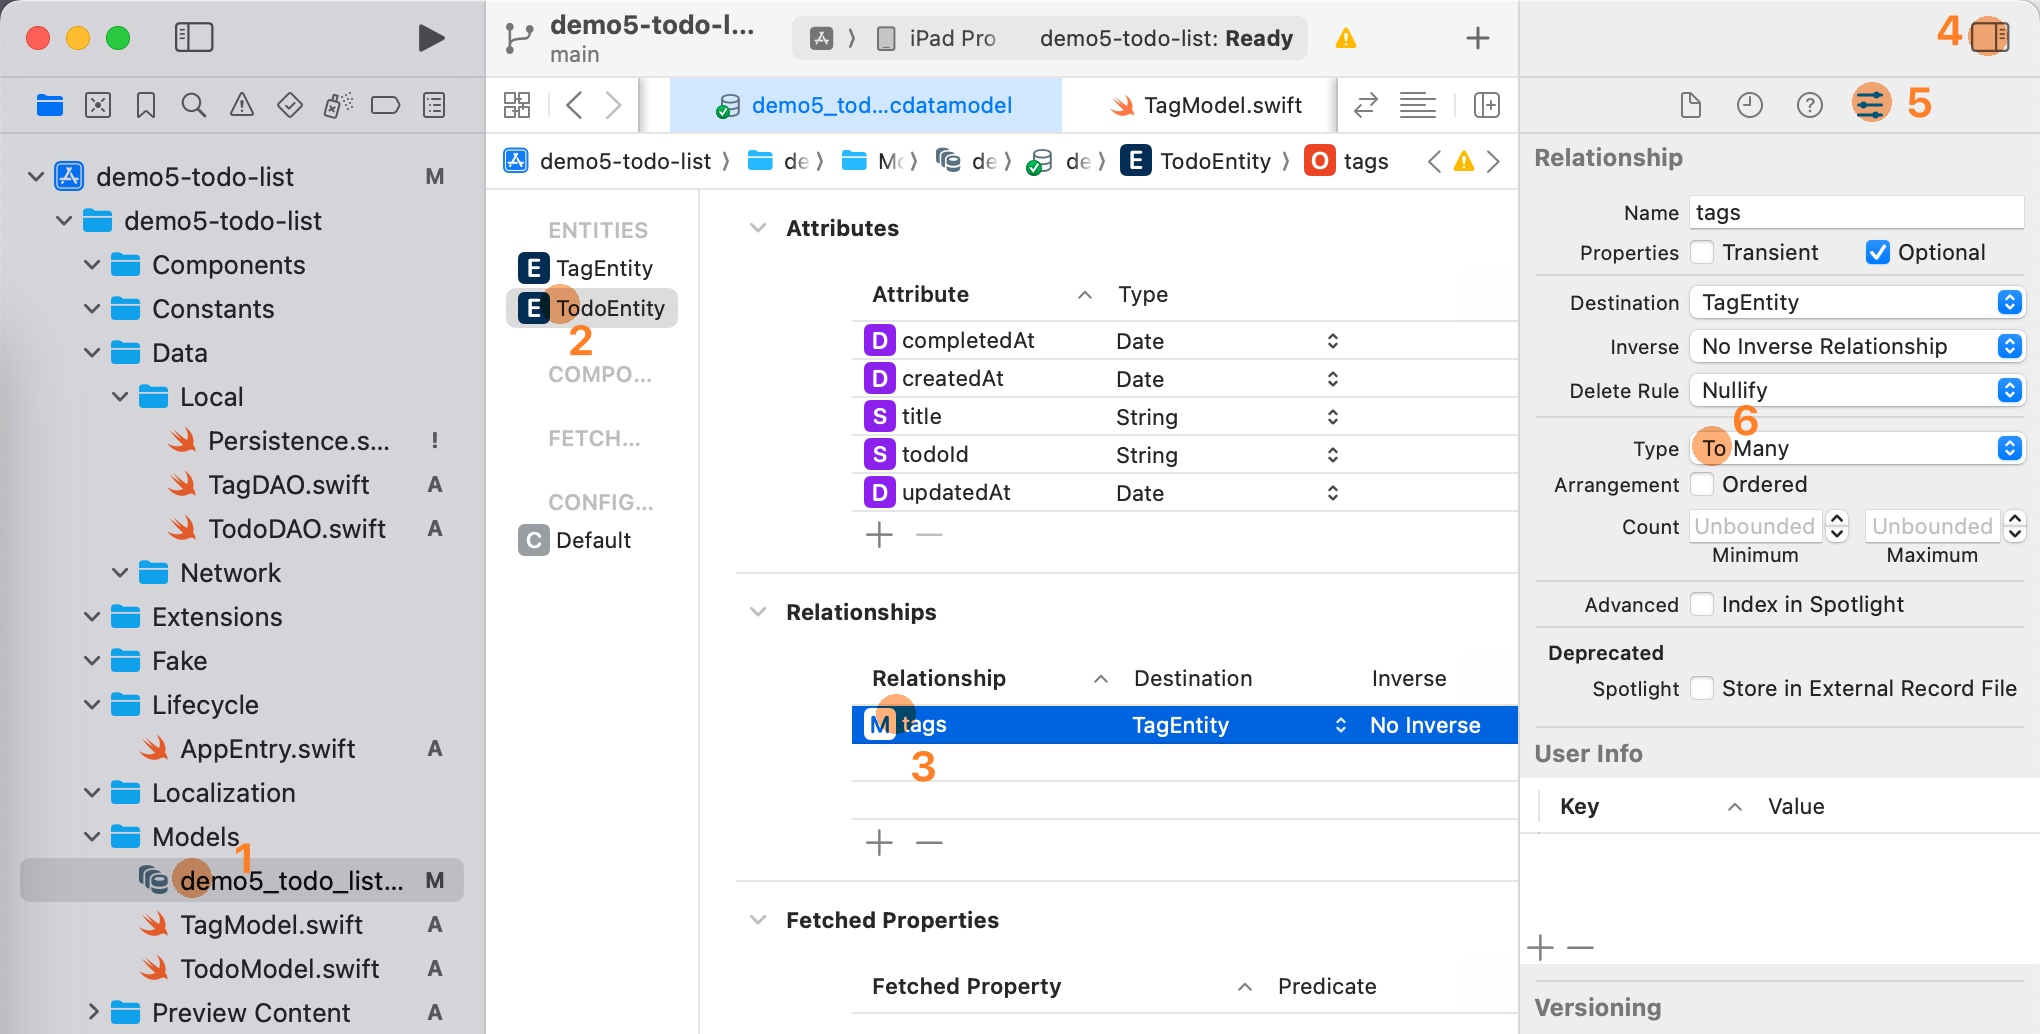 demo5-todo-l...
main
iPad Pro
demo5-todo-list: Ready
4
demo5_tod...cdatamodel
TagModel.swift
5
demo5-todo-list
de
Mo
de
de
E TodoEntity
O tags
demo5-todo-list M
demo5-todo-list
Components
Constants
Data
Local
Persistence.s... !
TagDAO.swift A
TodoDAO.swift A
Network
Extensions
Fake
Lifecycle
AppEntry.swift A
Localization
Models
1
demo5_todo_list... M
TagModel.swift A
TodoModel.swift A
Preview Content A
ENTITIES
E TagEntity
E TodoEntity
2
COMPO...
FETCH...
CONFIG...
C Default
Attributes
Attribute Type
D completedAt Date
D createdAt Date
S title String
S todoId String
D updatedAt Date
Relationships
Relationship Destination Inverse
M tags TagEntity No Inverse
3
Fetched Properties
Fetched Property Predicate
Relationship
Name tags
Properties Transient Optional
Destination TagEntity
Inverse No Inverse Relationship
Delete Rule Nullify
6
Type To Many
Arrangement Ordered
Count Unbounded Unbounded
Minimum Maximum
Advanced Index in Spotlight
Deprecated
Spotlight Store in External Record File
User Info
Key Value
Versioning